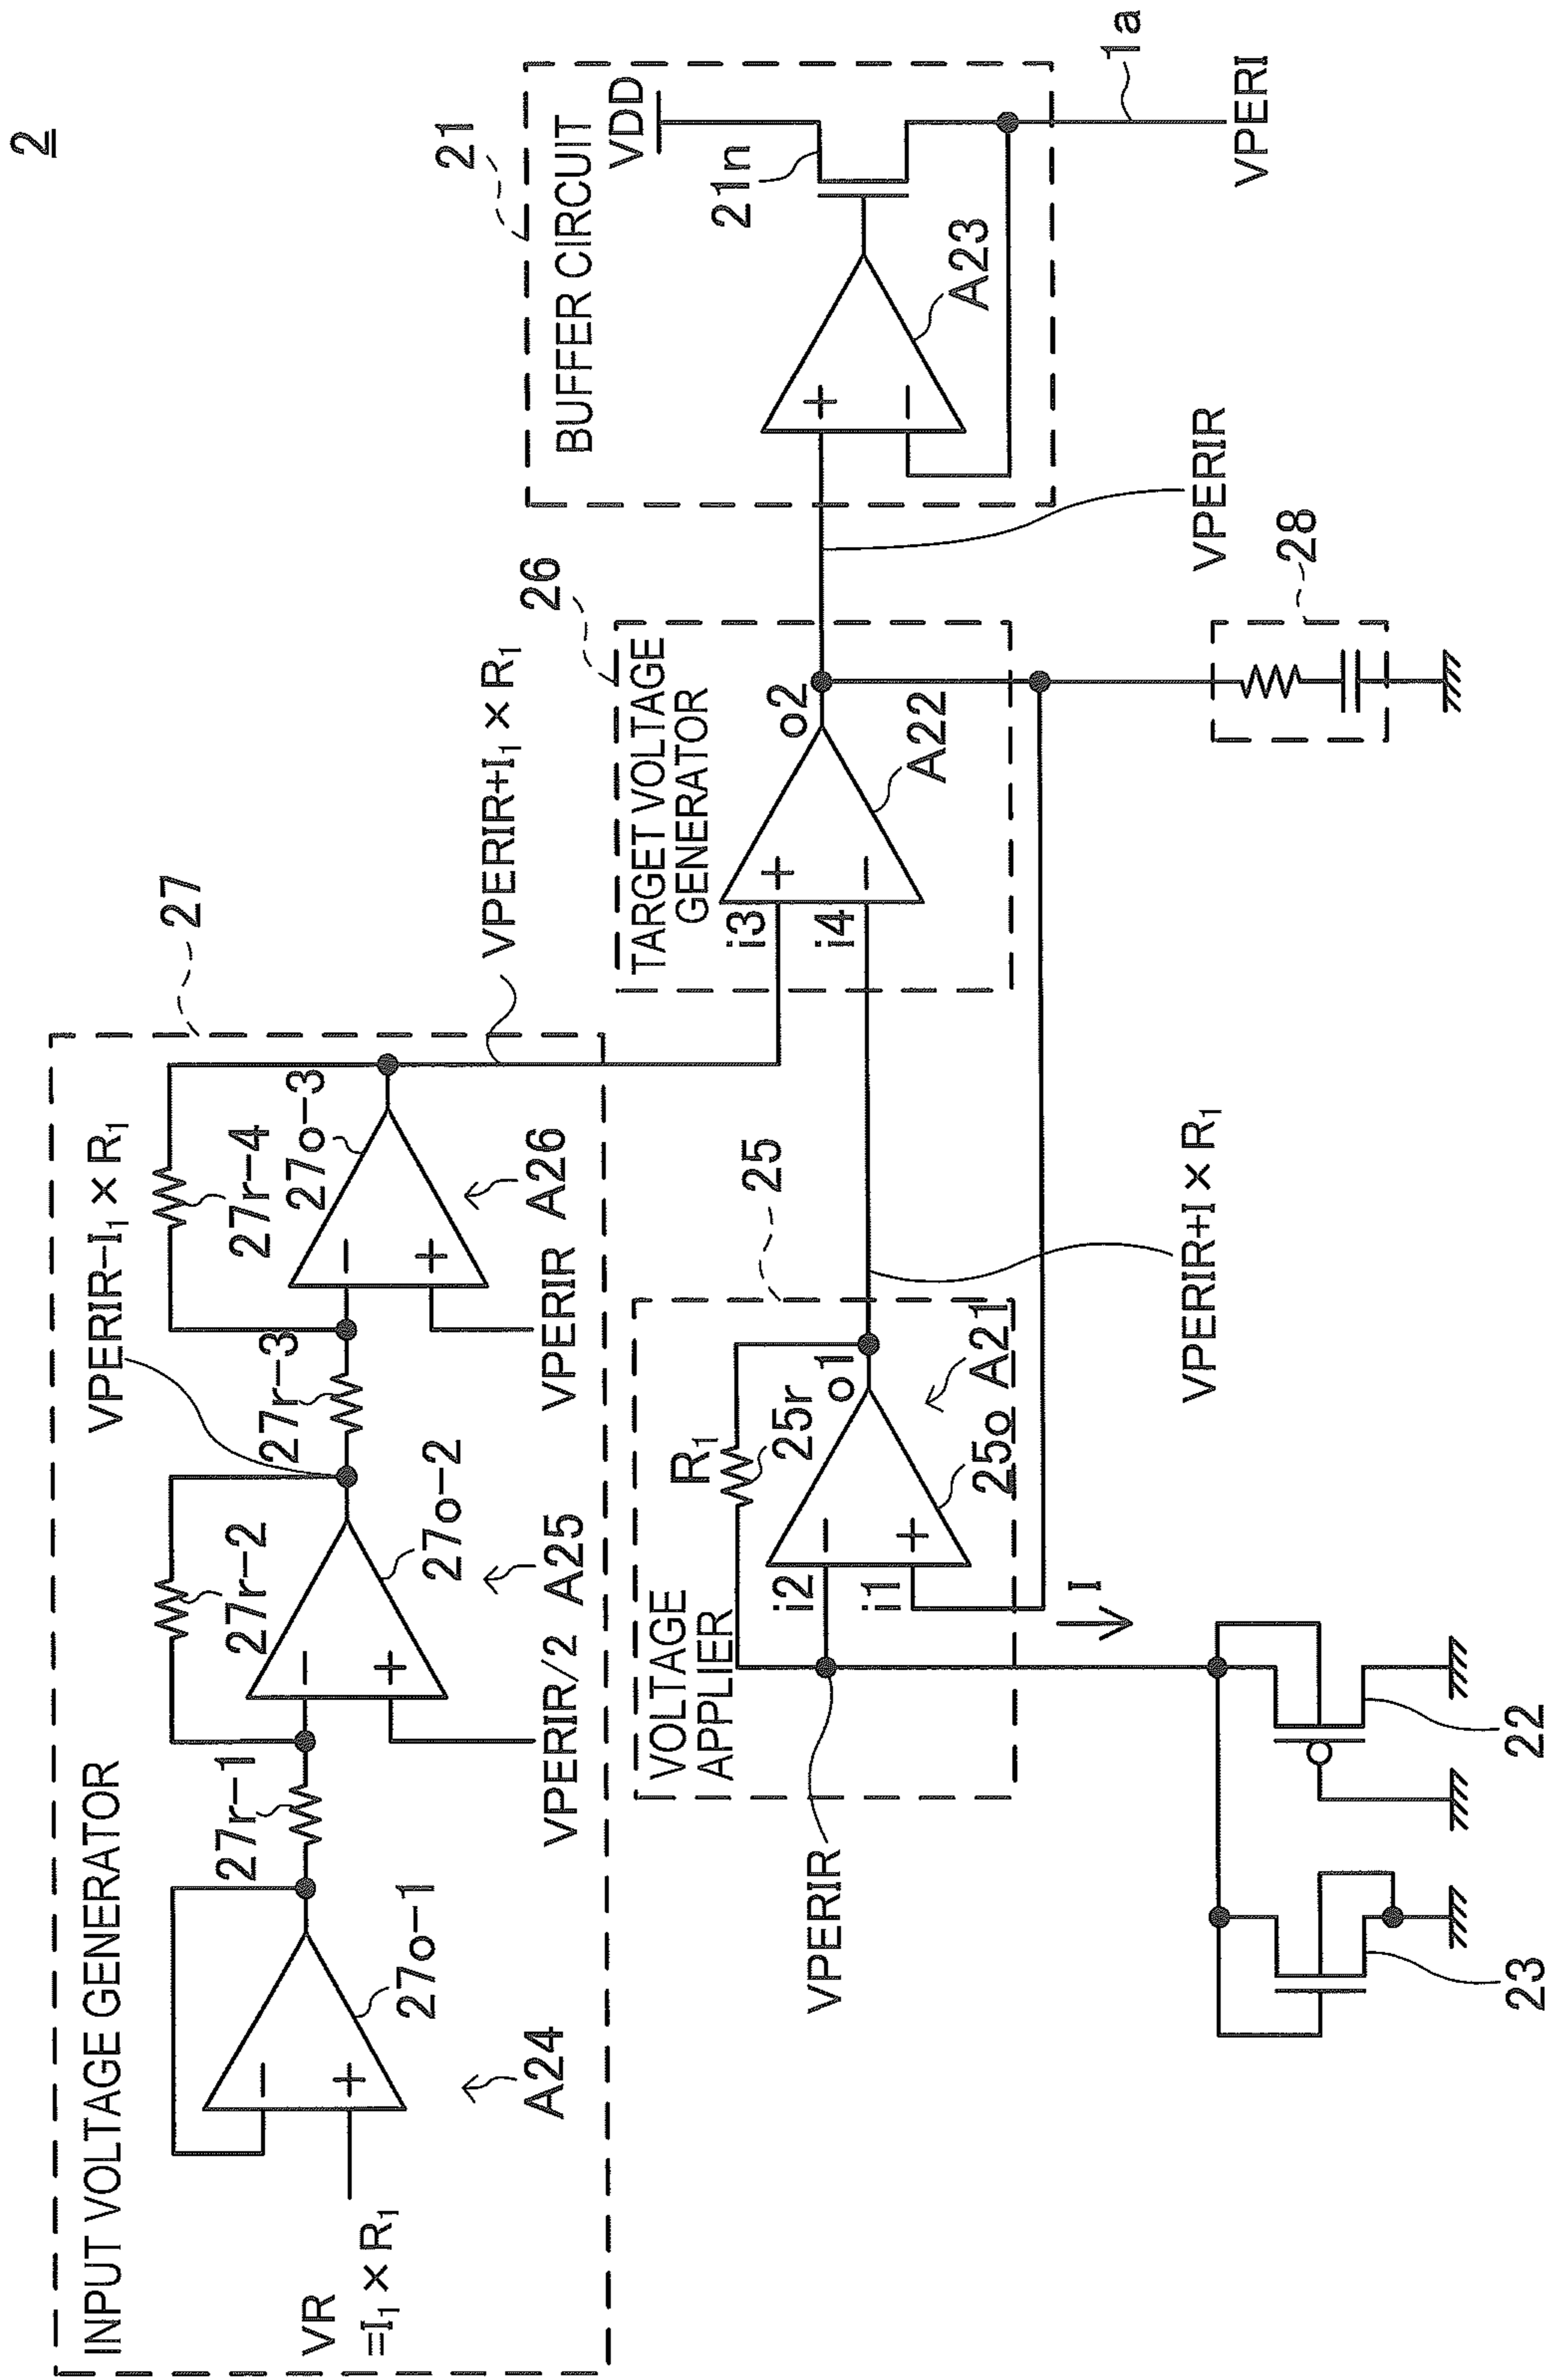 2
INPUT VOLTAGE GENERATOR
27
VR
=I₁×R₁
A24
27o-1
27r-1
VPERIR/2
A25
27o-2
27r-2
VPERIR-I₁×R₁
27r-3
VPERIR
A26
27o-3
27r-4
VPERIR+I₁×R₁
VOLTAGE
APPLIER
25
R₁
25r
i2
i1
o1
25o
A21
VPERIR
I
22
23
VPERIR+I×R₁
TARGET VOLTAGE
GENERATOR
26
i3
i4
o2
A22
28
VPERIR
BUFFER CIRCUIT
21
VDD
21n
A23
1a
VPERI